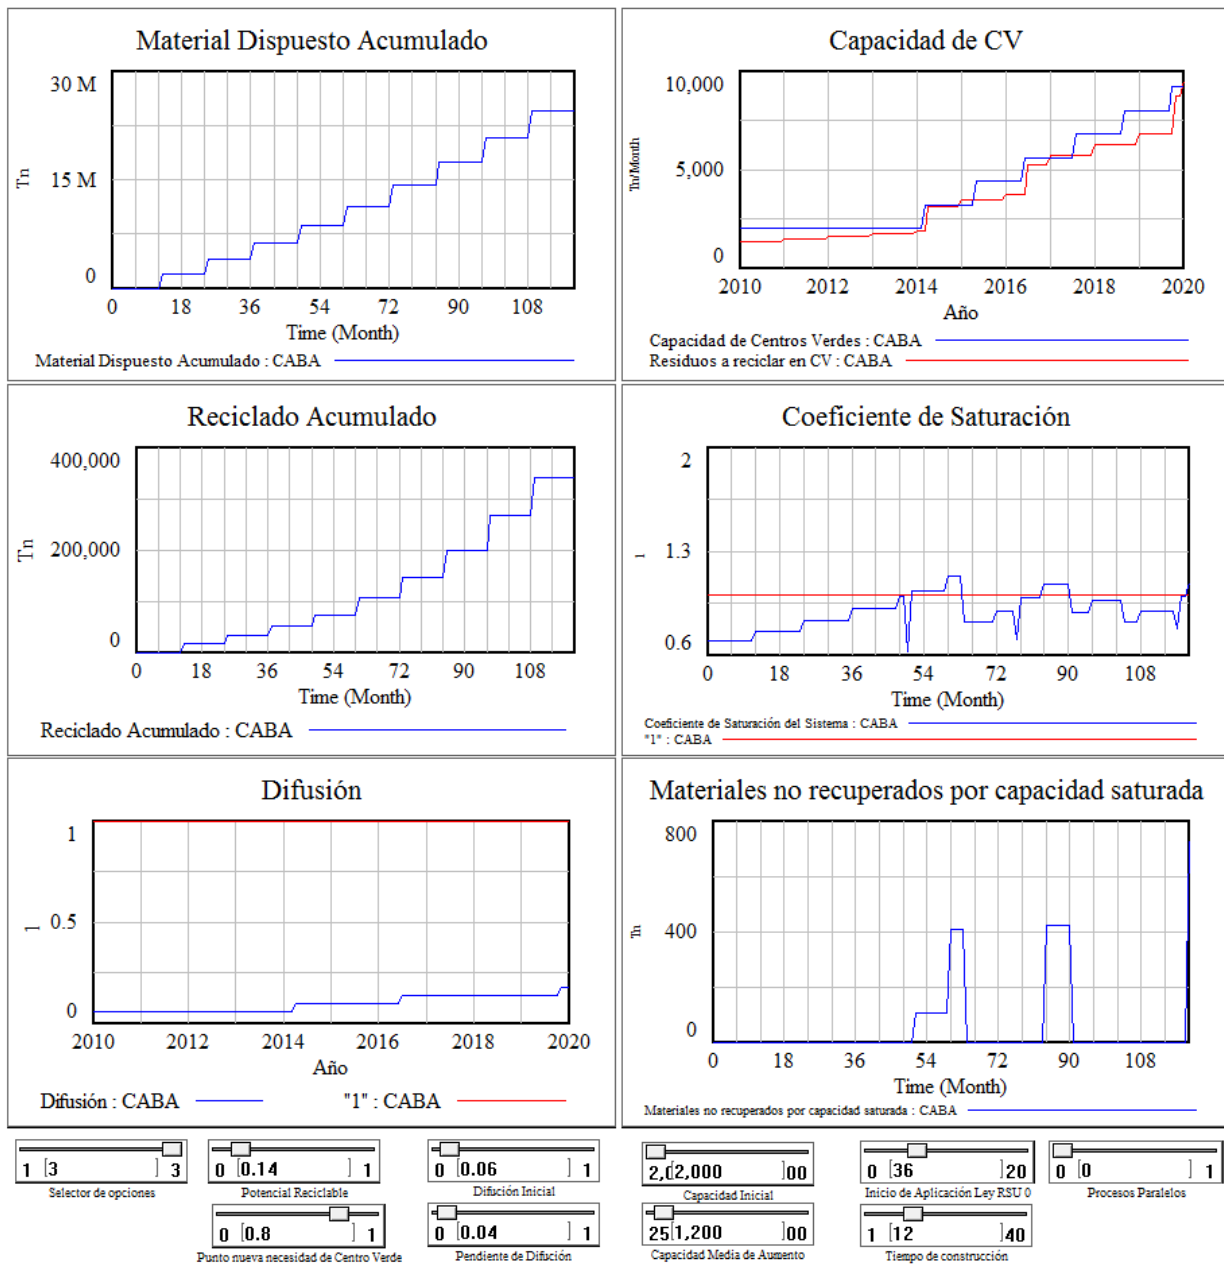 Material Dispuesto Acumulado
30 M
15 M
0
Tn
0 18 36 54 72 90 108
Time (Month)
Material Dispuesto Acumulado : CABA
Capacidad de CV
10,000
5,000
0
Tn/Month
2010 2012 2014 2016 2018 2020
Año
Capacidad de Centros Verdes : CABA
Residuos a reciclar en CV : CABA
Reciclado Acumulado
400,000
200,000
0
Tn
0 18 36 54 72 90 108
Time (Month)
Reciclado Acumulado : CABA
Coeficiente de Saturación
2
1.3
0.6
1
0 18 36 54 72 90 108
Time (Month)
Coeficiente de Saturación del Sistema : CABA
"1" : CABA
Difusión
1
0.5
0
1
2010 2012 2014 2016 2018 2020
Año
Difusión : CABA "1" : CABA
Materiales no recuperados por capacidad saturada
800
400
0
Tn
0 18 36 54 72 90 108
Time (Month)
Materiales no recuperados por capacidad saturada : CABA
1 [3 ] 3
Selector de opciones
0 [0.14 ] 1
Potencial Reciclable
0 [0.06 ] 1
Difución Inicial
2,0[2,000 ]00
Capacidad Inicial
0 [36 ] 20
Inicio de Aplicación Ley RSU 0
0 [0 ] 1
Procesos Paralelos
0 [0.8 ] 1
Punto nueva necesidad de Centro Verde
0 [0.04 ] 1
Pendiente de Difución
25[1,200 ]00
Capacidad Media de Aumento
1 [12 ] 40
Tiempo de construcción